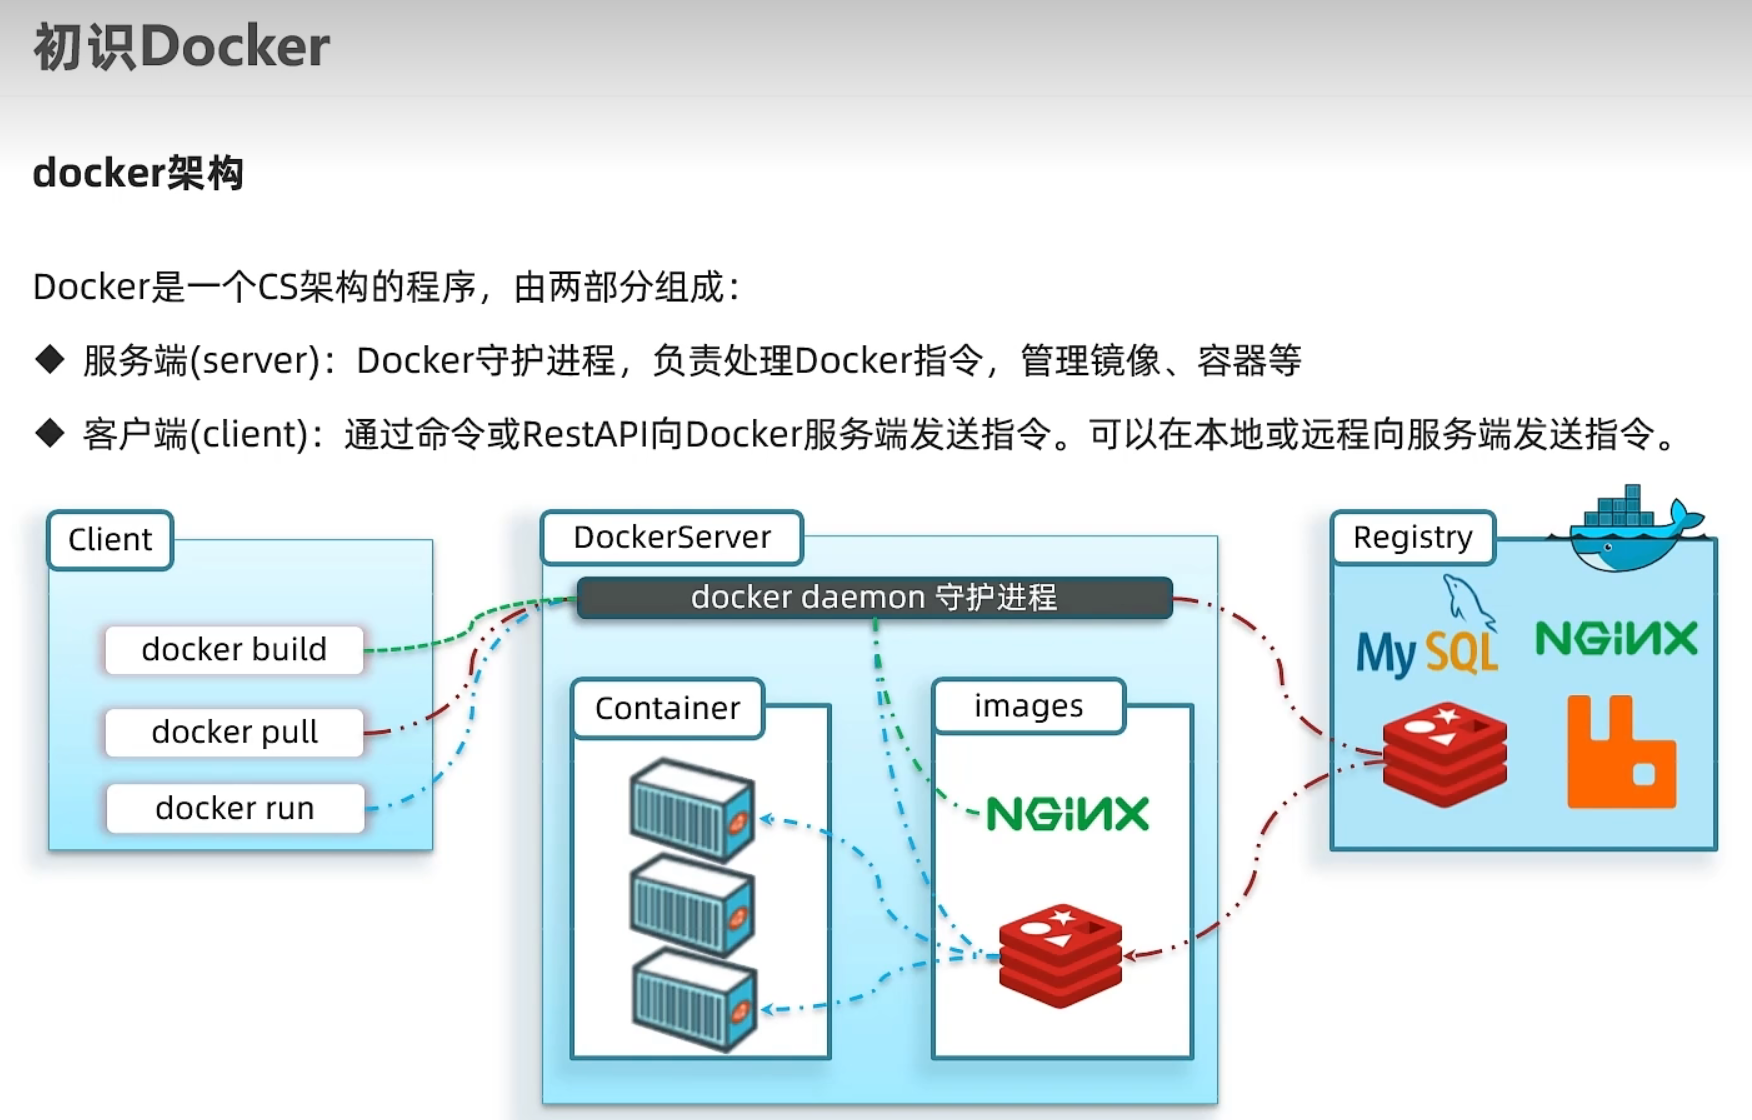 初识Docker
docker架构
Docker是一个CS架构的程序，由两部分组成：
◆ 服务端(server)：Docker守护进程，负责处理Docker指令，管理镜像、容器等
◆ 客户端(client)：通过命令或RestAPI向Docker服务端发送指令。可以在本地或远程向服务端发送指令。
Client
docker build
docker pull
docker run
DockerServer
docker daemon 守护进程
Container
images
NGINX
Registry
MySQL
NGINX